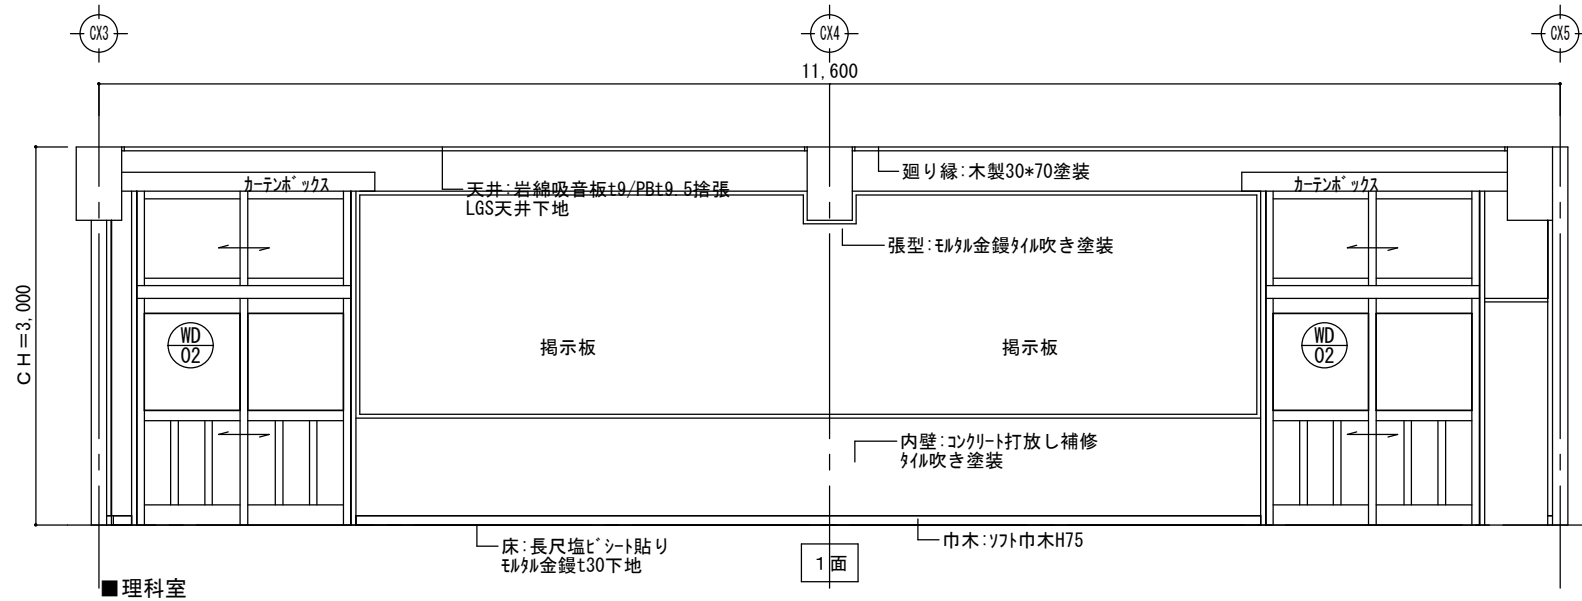 CX3
CX4
CX5
11,600
カーテンボックス
天井:岩綿吸音板t9/PBt9.5捨張
LGS天井下地
廻り縁:木製30*70塗装
カーテンボックス
張型:モルタル金鏝タイル吹き塗装
CH=3,000
WD
02
掲示板
掲示板
WD
02
内壁:コンクリート打放し補修
タイル吹き塗装
床:長尺塩ビシート貼り
モルタル金鏝t30下地
巾木:ソフト巾木H75
1面
■理科室